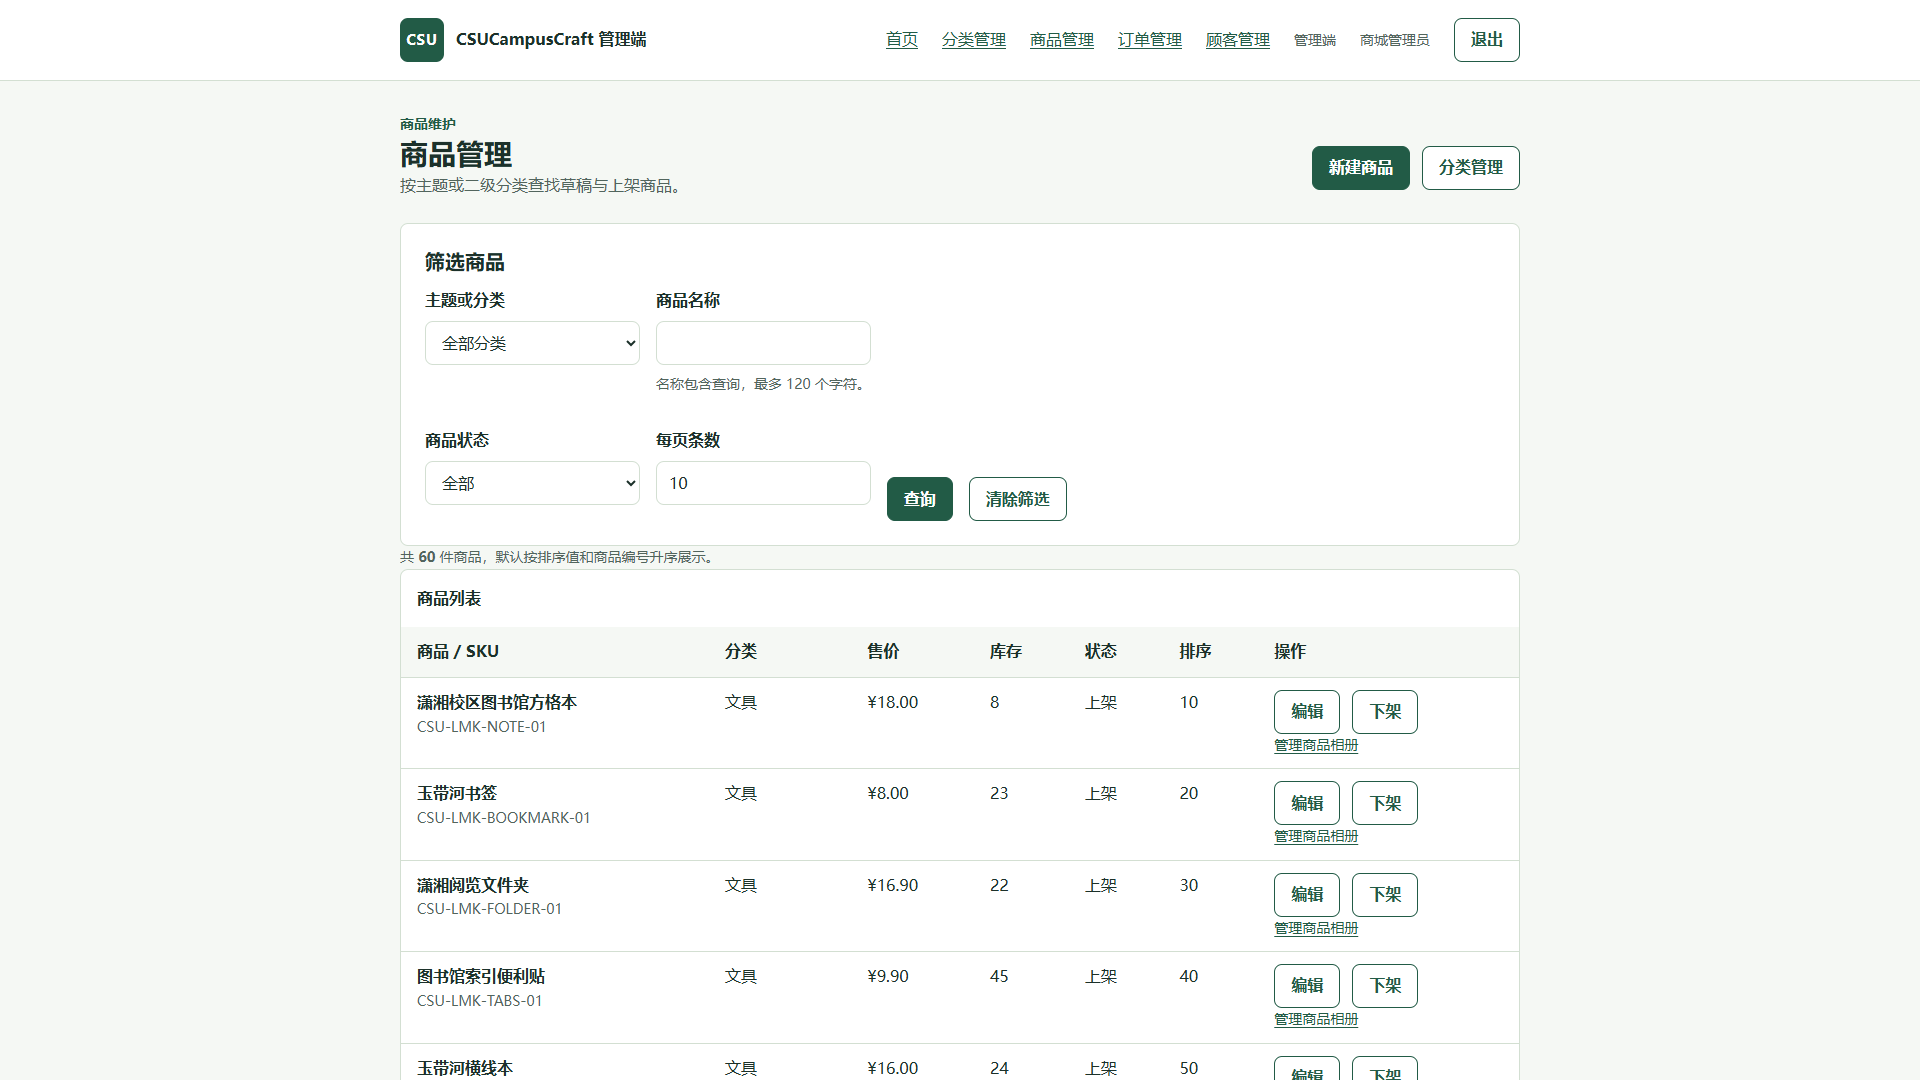 CSU CSUCampusCraft 管理端 首页 分类管理 商品管理 订单管理 顾客管理 管理端 商城管理员 退出
商品维护
商品管理
按主题或二级分类查找草稿与上架商品。
新建商品 分类管理
筛选商品
主题或分类 商品名称
全部分类
名称包含查询，最多 120 个字符。
商品状态 每页条数
全部 10 查询 清除筛选
共 60 件商品，默认按排序值和商品编号升序展示。
商品列表
商品 / SKU 分类 售价 库存 状态 排序 操作
潇湘校区图书馆方格本 文具 ¥18.00 8 上架 10 编辑 下架
CSU-LMK-NOTE-01
管理商品相册
玉带河书签 文具 ¥8.00 23 上架 20 编辑 下架
CSU-LMK-BOOKMARK-01
管理商品相册
潇湘阅览文件夹 文具 ¥16.90 22 上架 30 编辑 下架
CSU-LMK-FOLDER-01
管理商品相册
图书馆索引便利贴 文具 ¥9.90 45 上架 40 编辑 下架
CSU-LMK-TABS-01
管理商品相册
玉带河横线本 文具 ¥16.00 24 上架 50 编辑 下架